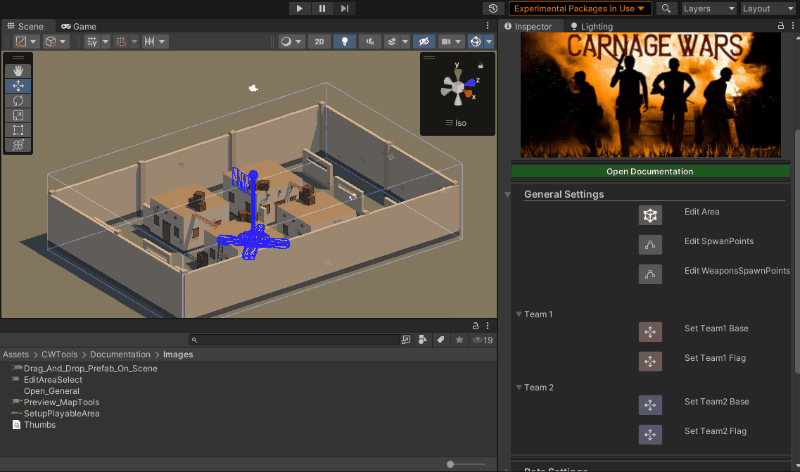 Experimental Packages In Use
Layers
Layout
Scene
Game
Inspector
Lighting
2D
y
z
x
Iso
CARNAGE WARS
Open Documentation
General Settings
Edit Area
Edit SpwanPoints
Edit WeaponsSpawnPoints
Team 1
Set Team1 Base
Set Team1 Flag
Team 2
Set Team2 Base
Set Team2 Flag
19
Assets > CWTools > Documentation > Images
Drag_And_Drop_Prefab_On_Scene
EditAreaSelect
Open_General
Preview_MapTools
SetupPlayableArea
Thumbs